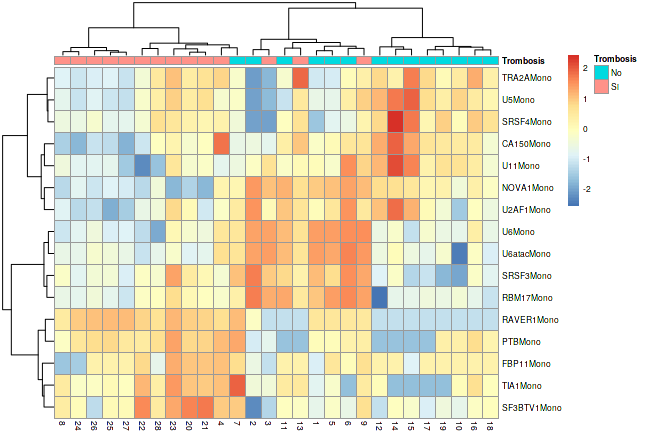 Trombosis
TRA2AMono
U5Mono
SRSF4Mono
CA150Mono
U11Mono
NOVA1Mono
U2AF1Mono
U6Mono
U6atacMono
SRSF3Mono
RBM17Mono
RAVER1Mono
PTBMono
FBP11Mono
TIA1Mono
SF3BTV1Mono
8 24 26 25 27 22 28 23 20 21 4 7 2 3 11 13 1 5 6 9 12 14 15 17 19 10 16 18
2
1
0
-1
-2
Trombosis
No
SI